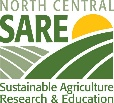 NORTH CENTRAL
SARE
Sustainable Agriculture
Research & Education